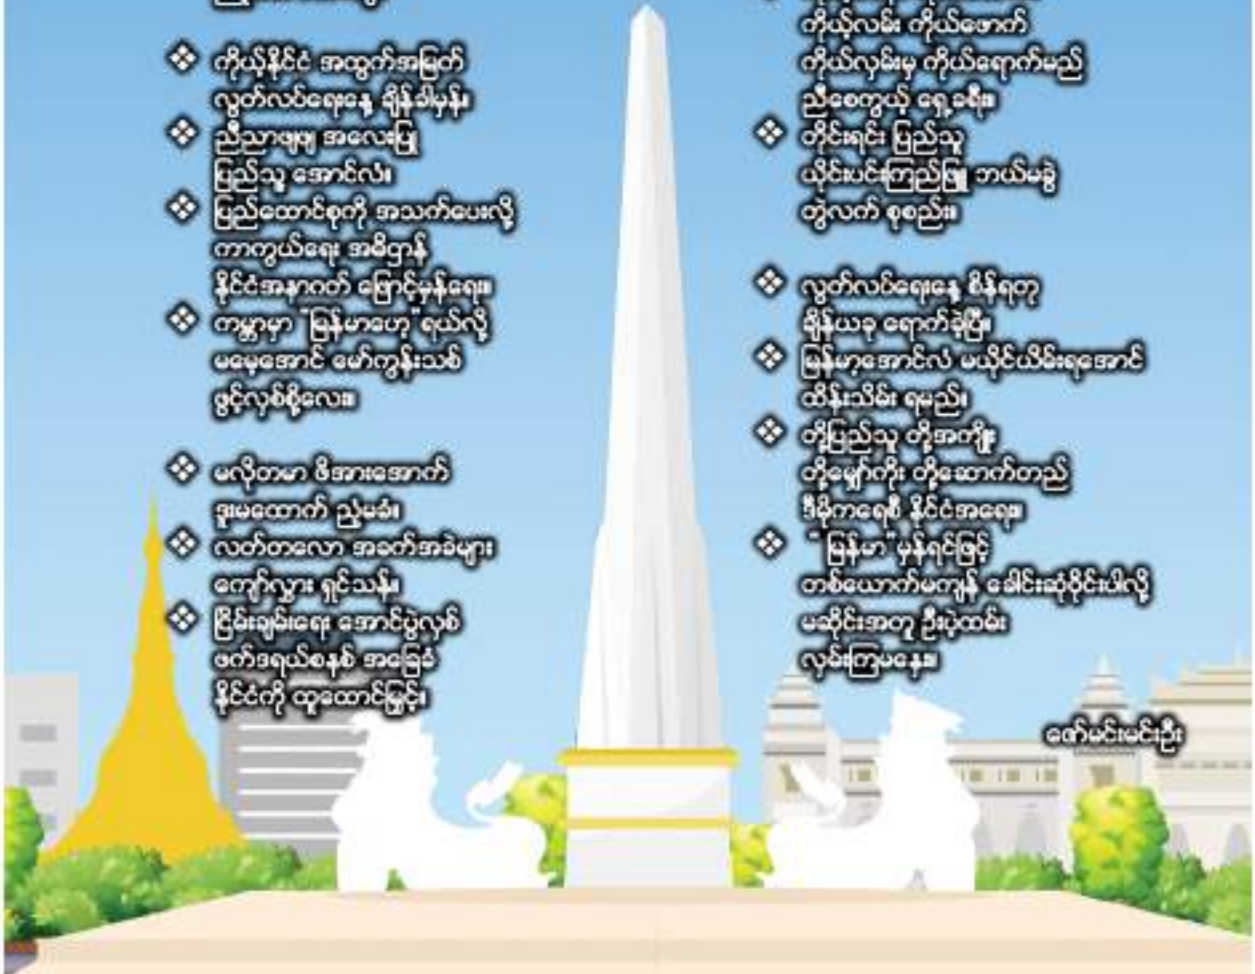 ❖ ကိုယ့်နိုင်ငံ အထွက်အမြတ်
လွတ်လပ်ရေးနေ့ ချိန်ခါမှန်။
❖ ညီညာဖျဖျ အလေးပြု
ပြည်သူ့ အောင်လံ။
❖ ပြည်ထောင်စုကို အသက်ပေးလို့
ကာကွယ်ရေး အဓိဋ္ဌာန်
နိုင်ငံအနာဂတ် ဖြောင့်မှန်ရေး။
❖ ကမ္ဘာမှာ "မြန်မာဟေ့"ရယ်လို့
မမေ့အောင် မော်ကွန်းသစ်
ဖွင့်လှစ်စို့လေး။
❖ မလိုတမာ ဖိအားအောက်
ဒူးမထောက် ညံ့မခံ။
❖ လတ်တလော အခက်အခဲများ
ကျော်လွှား ရှင်သန်။
❖ ငြိမ်းချမ်းရေး အောင်ပွဲလှစ်
ဖက်ဒရယ်စနစ် အခြေခံ
နိုင်ငံကို ထူထောင်မြှင့်။
ကိုယ့်လမ်း ကိုယ်ဖောက်
ကိုယ်လှမ်းမှ ကိုယ်ရောက်မည်
ညီစေကွယ့် ရှေ့ခရီး။
❖ တိုင်းရင်း ပြည်သူ
ယိုင်းပင်းကြည်ဖြူ ဘယ်မခွဲ
တွဲလက် စုစည်း။
❖ လွတ်လပ်ရေးနေ့ စိန်ရတု
ချိန်ယခု ရောက်ခဲ့ပြီ။
❖ မြန်မာ့အောင်လံ မယိုင်ယိမ်းရအောင်
ထိန်းသိမ်း ရမည်။
❖ တို့ပြည်သူ တို့အကျိုး
တို့မျှော်ကိုး တို့ဆောက်တည်
ဒီမိုကရေစီ နိုင်ငံအရေး။
❖ " မြန်မာ"မှန်ရင်ဖြင့်
တစ်ယောက်မကျန် ခေါင်းဆုံဝိုင်းပါလို့
မဆိုင်းအတူ ဦးပဲ့ထမ်း
လှမ်းကြမနှေး။
ဇော်မင်းမင်းဦး